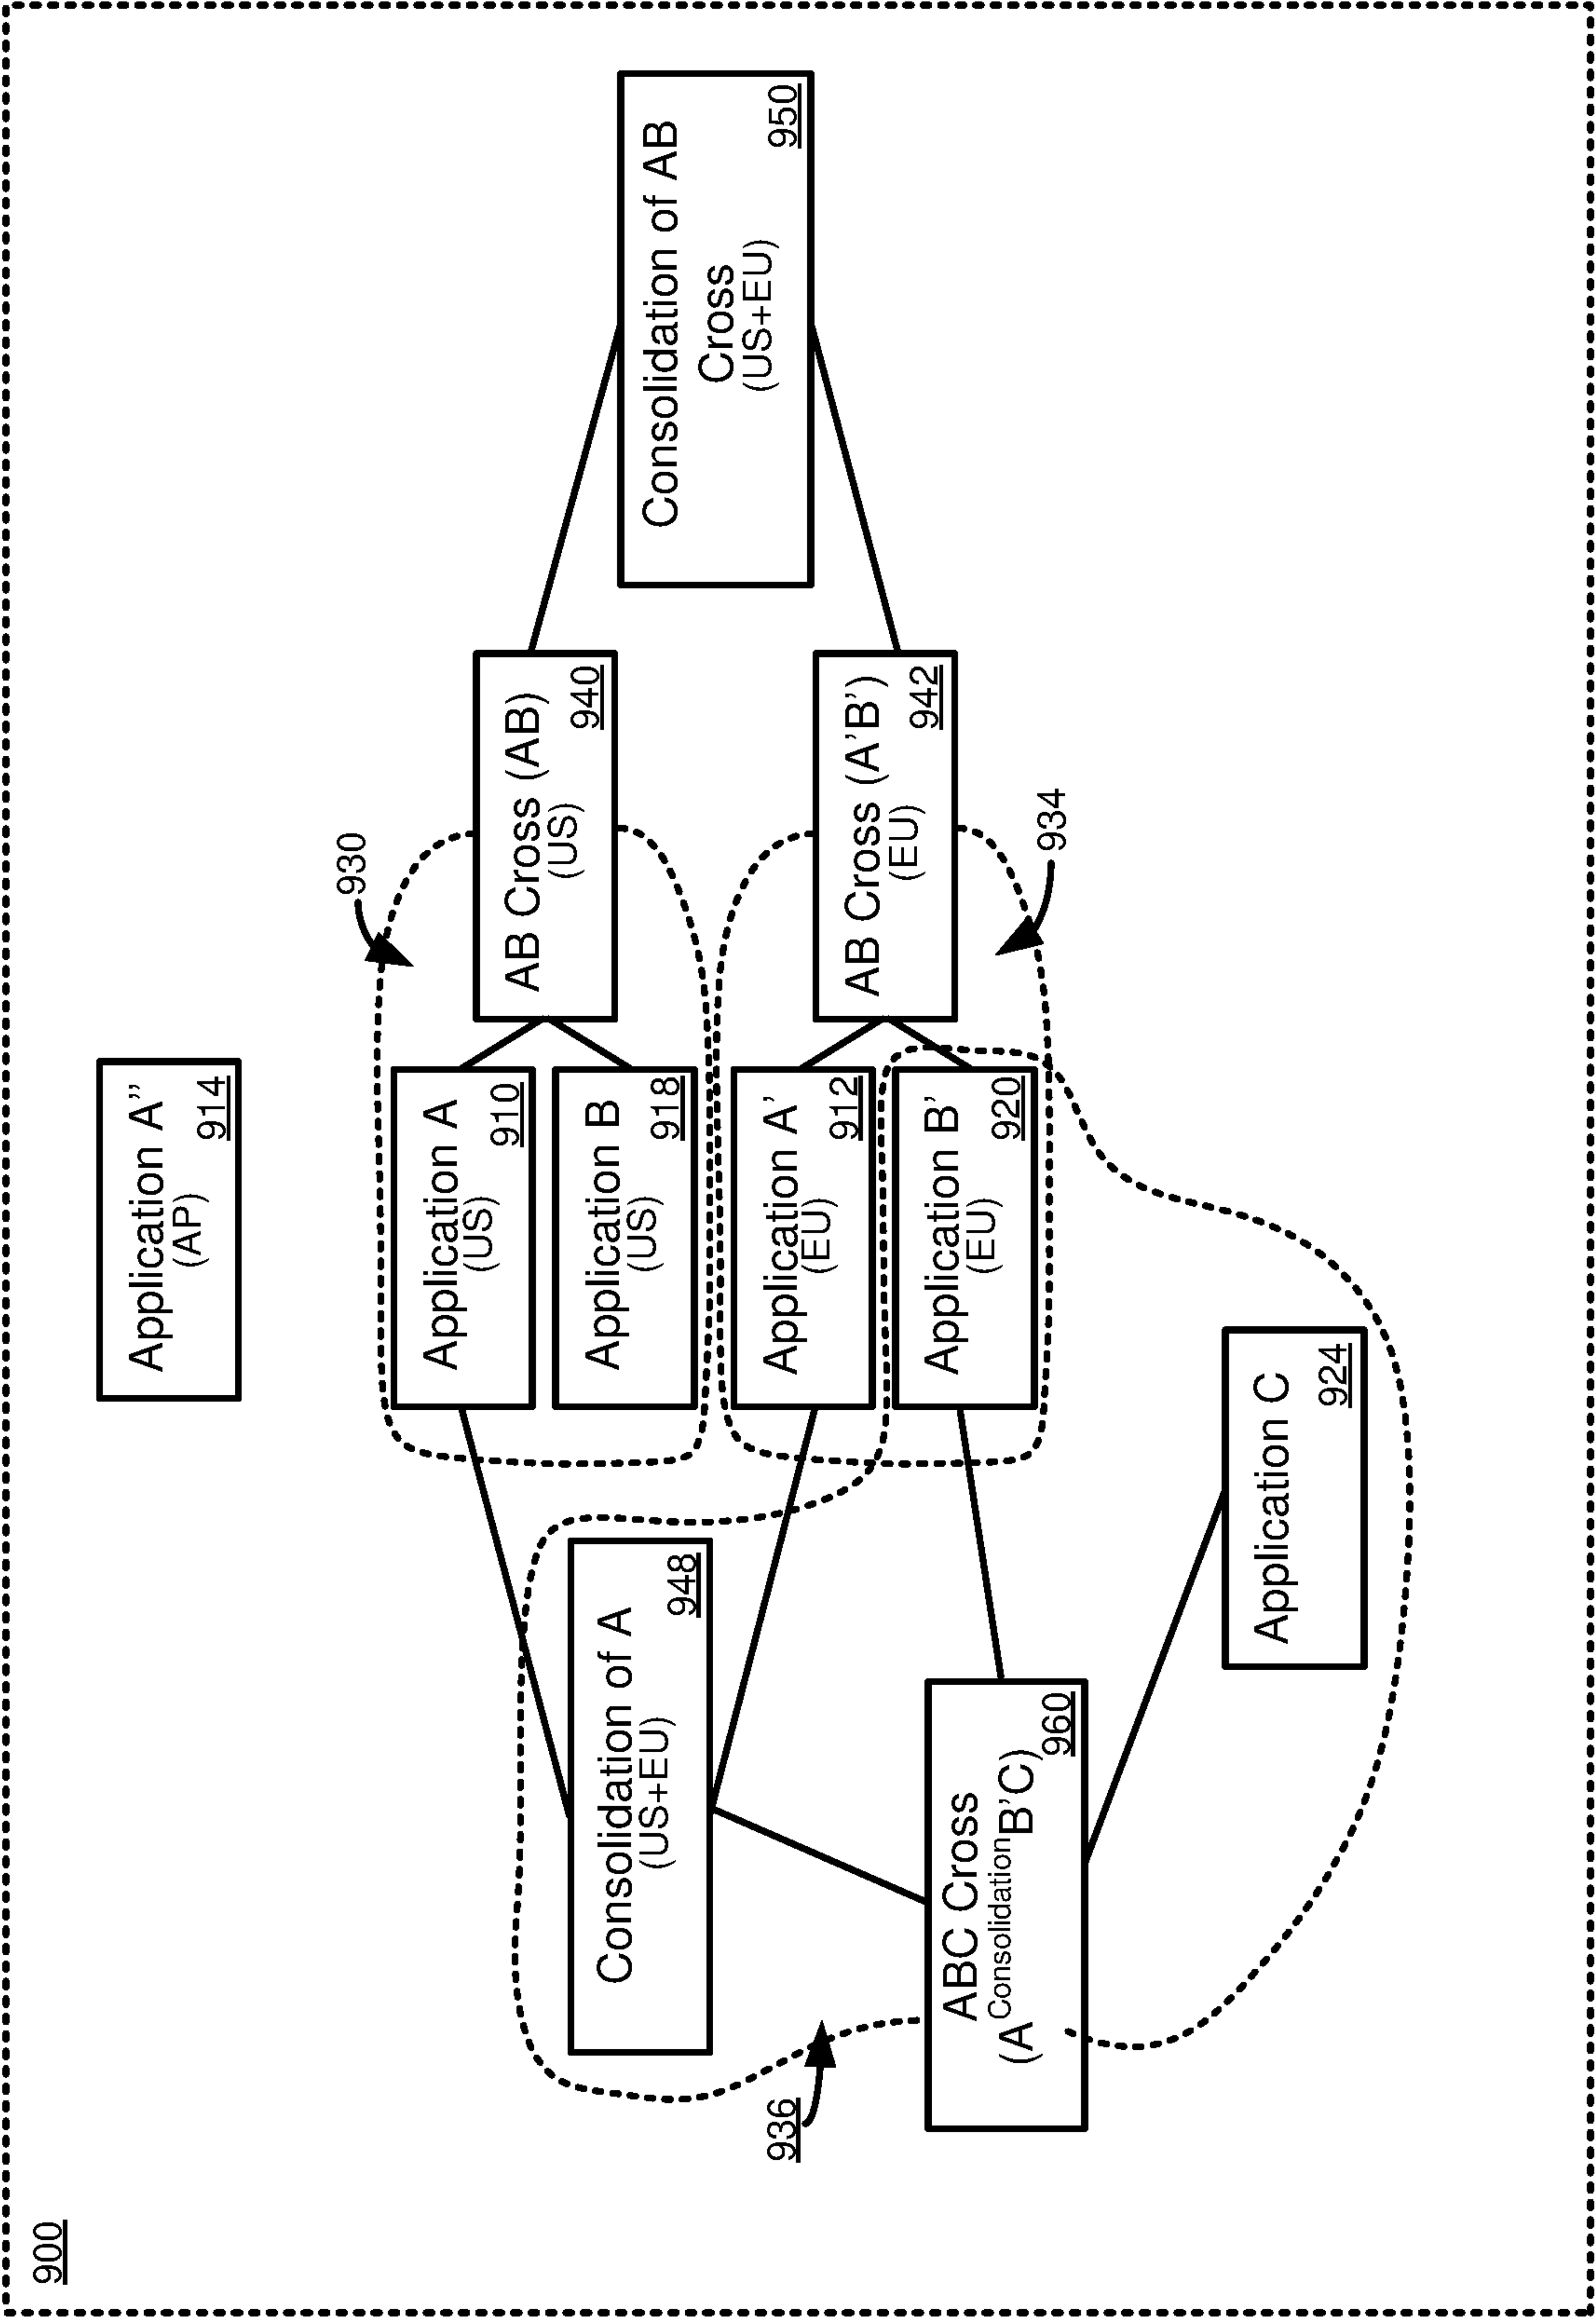 900
Application A’’
(AP)
914
930
Application A
(US)
910
Application B
(US)
918
AB Cross (AB)
(US)
940
Consolidation of A
(US+EU)
948
Consolidation of AB
Cross
(US+EU)
950
Application A’
(EU)
912
Application B’
(EU)
920
AB Cross (A’B’)
(EU)
942
934
936
ABC Cross
(AConsolidationB’C)
960
Application C
924